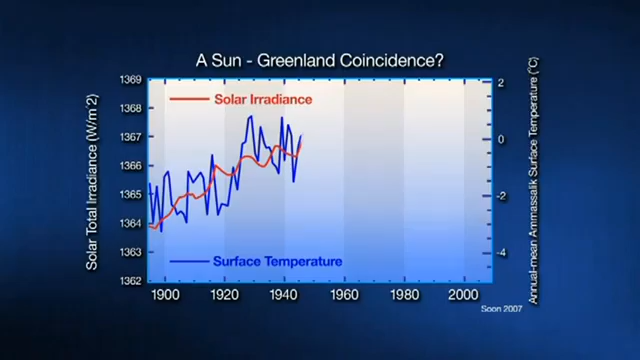 A Sun - Greenland Coincidence?
Solar Total Irradiance (W/m^2)
1369
1368
1367
1366
1365
1364
1363
1362
Solar Irradiance
Surface Temperature
2
0
-2
-4
Annual-mean Ammassalik Surface Temperature (°C)
1900 1920 1940 1960 1980 2000
Soon 2007